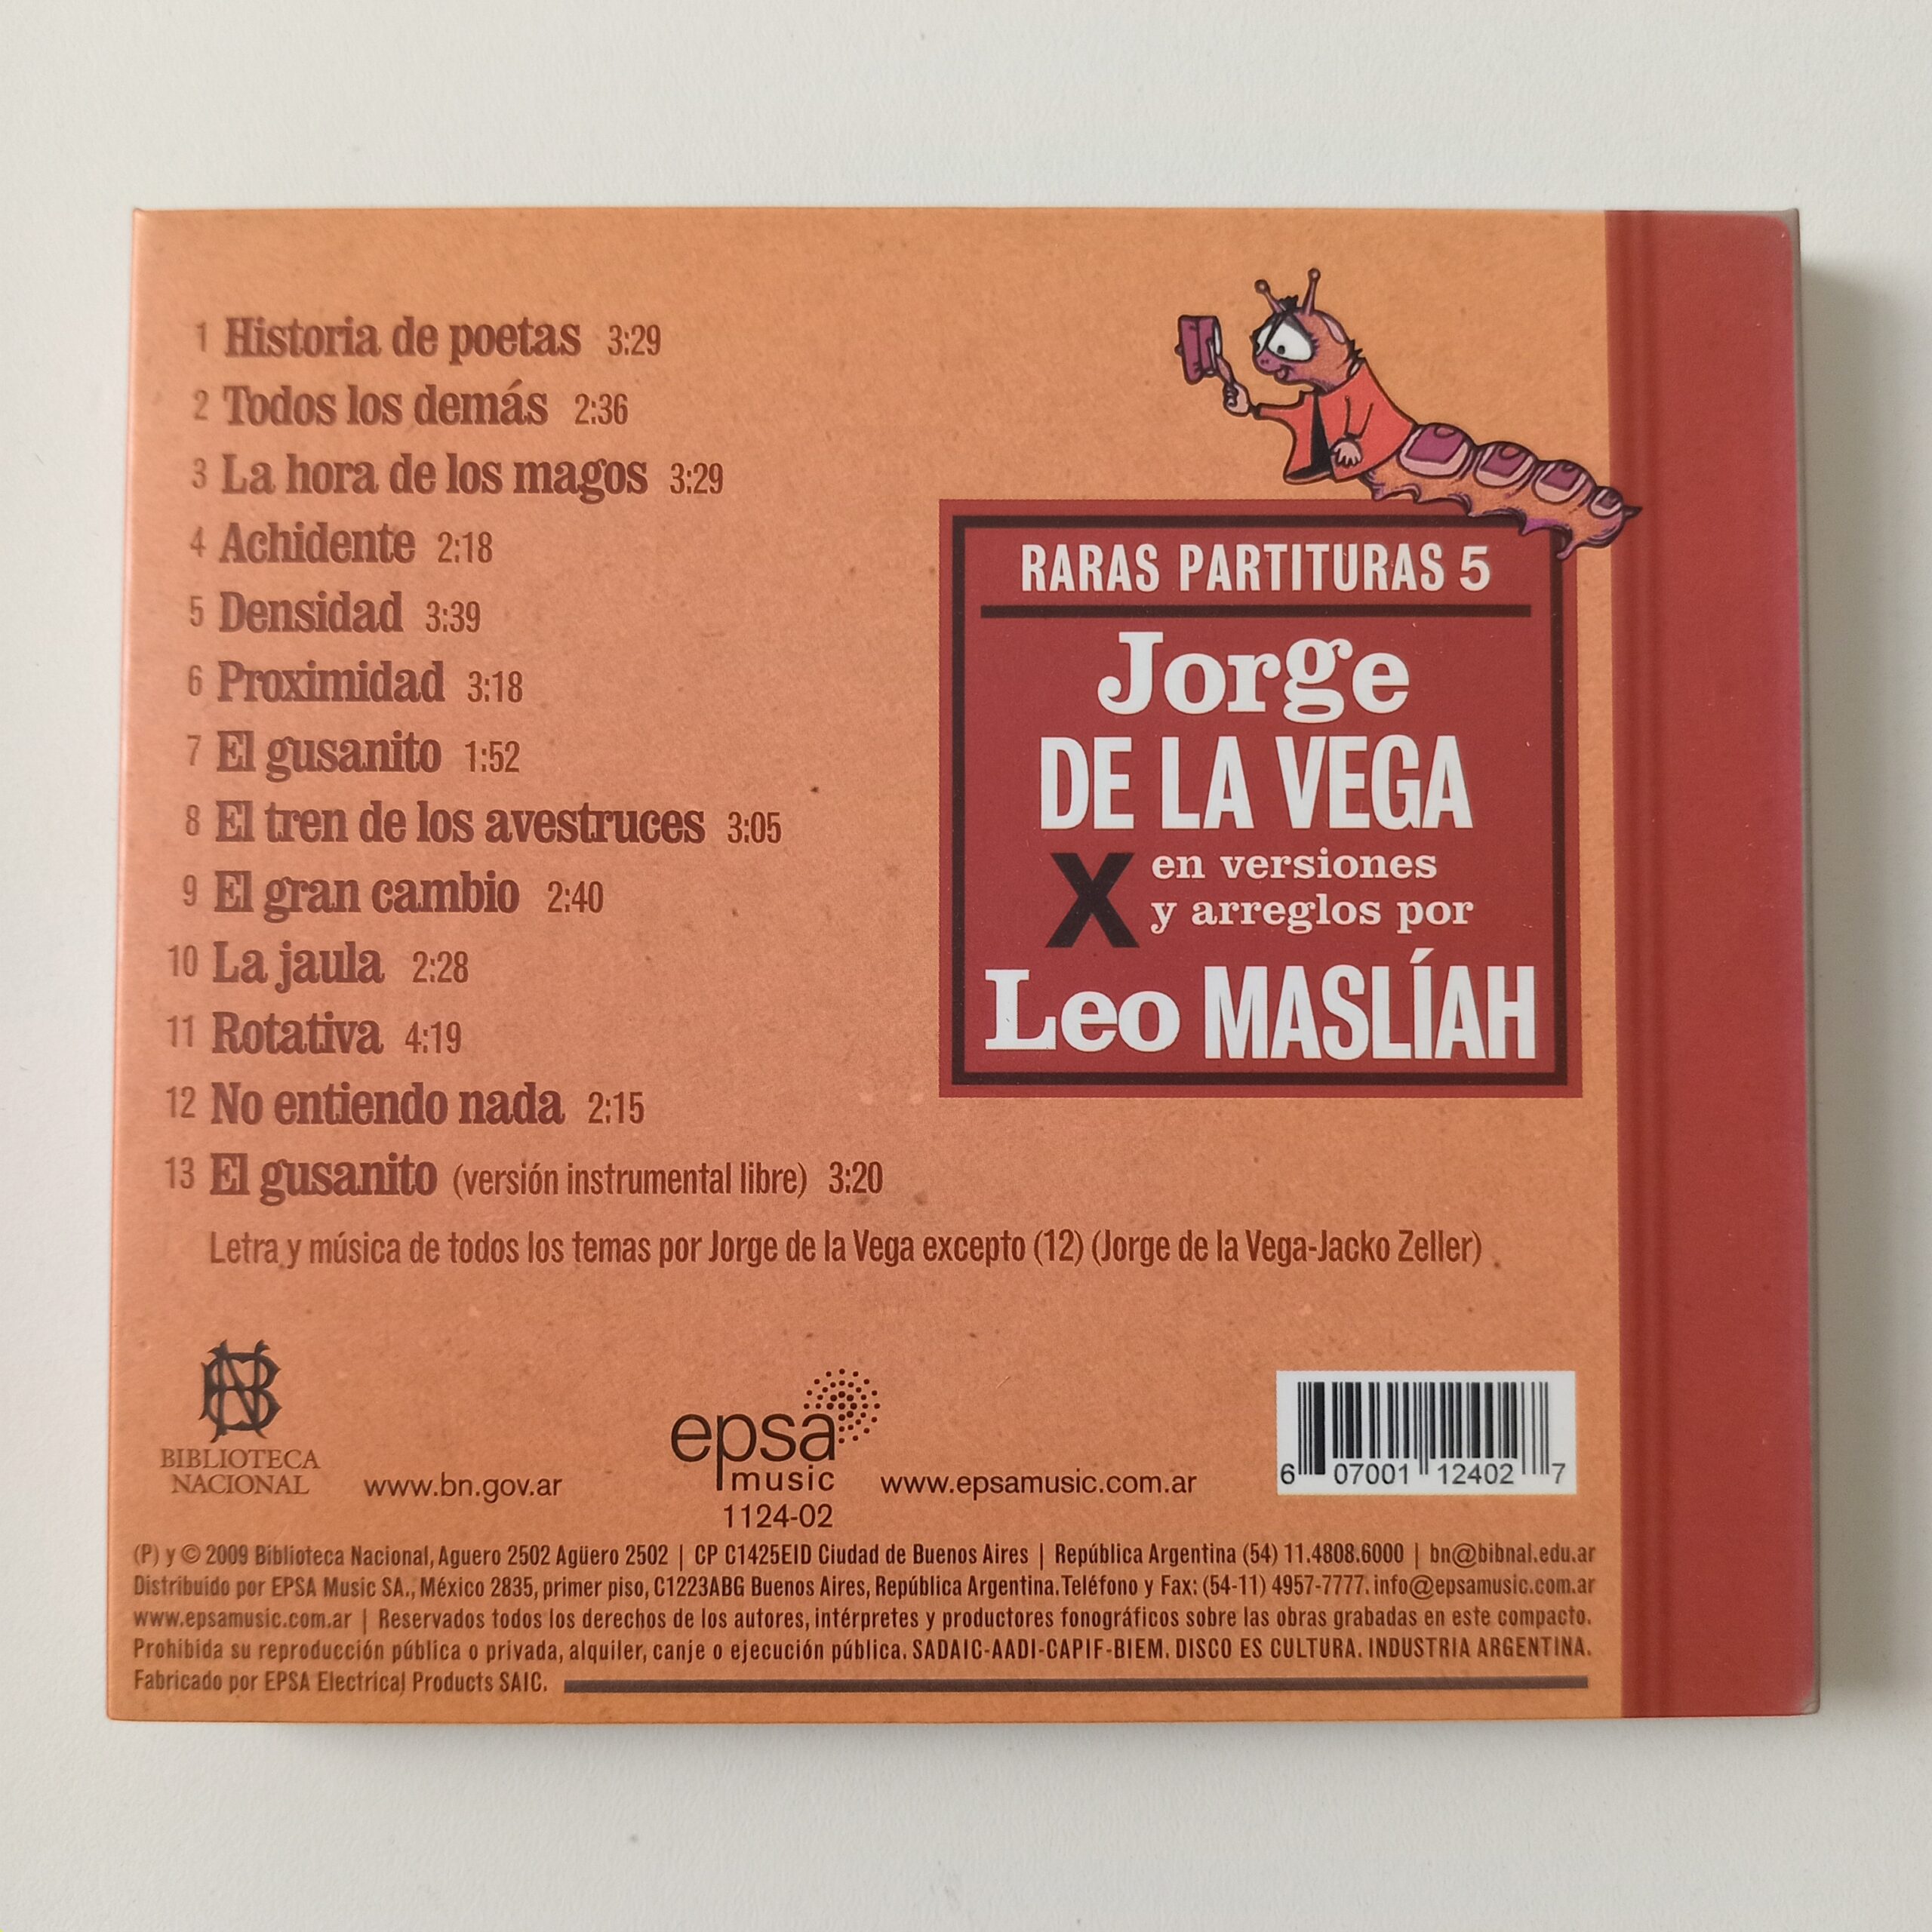 1 Historia de poetas 3:29
2 Todos los demás 2:36
3 La hora de los magos 3:29
4 Achidente 2:18
5 Densidad 3:39
6 Proximidad 3:18
7 El gusanito 1:52
8 El tren de los avestruces 3:05
9 El gran cambio 2:40
10 La jaula 2:28
11 Rotativa 4:19
12 No entiendo nada 2:15
13 El gusanito (versión instrumental libre) 3:20
Letra y música de todos los temas por Jorge de la Vega excepto (12) (Jorge de la Vega-Jacko Zeller)
RARAS PARTITURAS 5
Jorge
DE LA VEGA
X en versiones
y arreglos por
Leo MASLÍAH
BN
BIBLIOTECA
NACIONAL
www.bn.gov.ar
epsa
music
1124-02
www.epsamusic.com.ar
6 07001 12402 7
(P) y © 2009 Biblioteca Nacional, Aguero 2502 Agüero 2502 | CP C1425EID Ciudad de Buenos Aires | República Argentina (54) 11.4808.6000 | bn@bibnal.edu.ar
Distribuido por EPSA Music SA., México 2835, primer piso, C1223ABG Buenos Aires, República Argentina. Teléfono y Fax: (54-11) 4957-7777. info@epsamusic.com.ar
www.epsamusic.com.ar | Reservados todos los derechos de los autores, intérpretes y productores fonográficos sobre las obras grabadas en este compacto.
Prohibida su reproducción pública o privada, alquiler, canje o ejecución pública. SADAIC-AADI-CAPIF-BIEM. DISCO ES CULTURA. INDUSTRIA ARGENTINA.
Fabricado por EPSA Electrical Products SAIC.